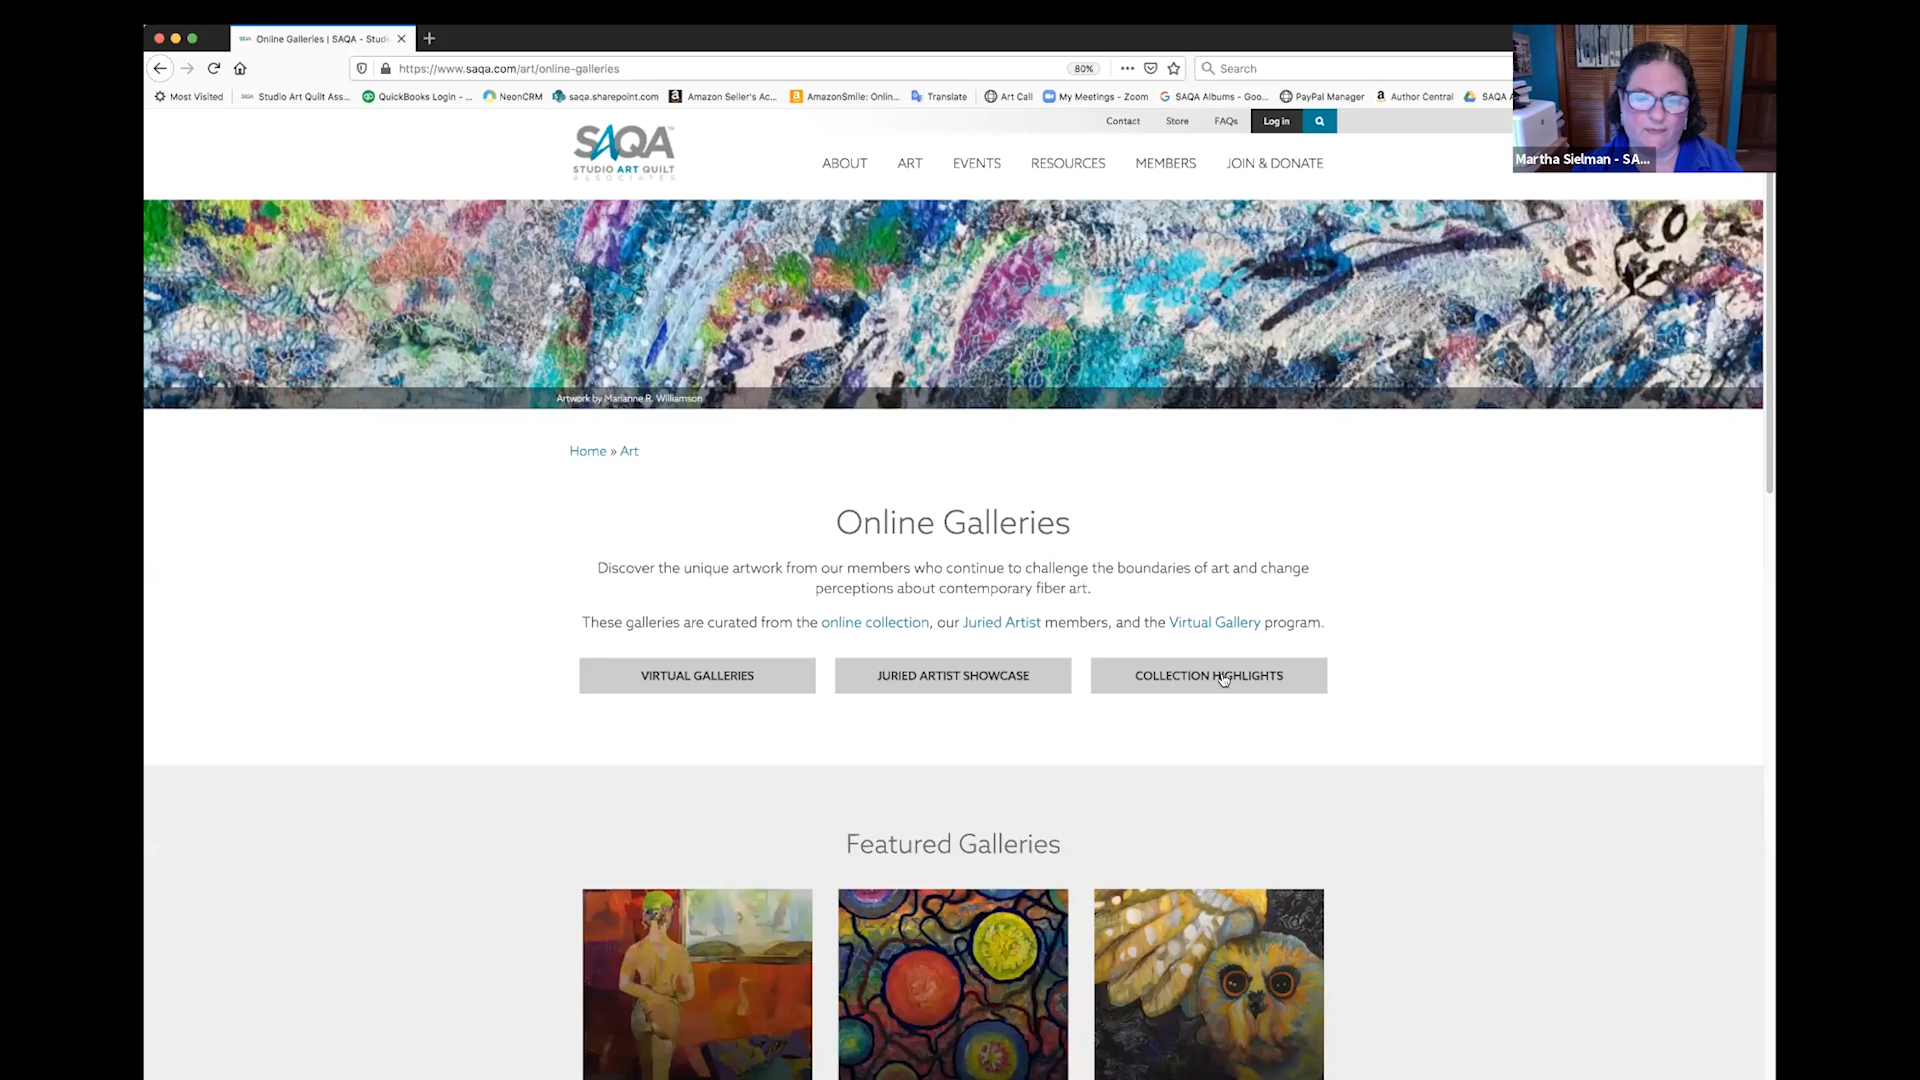 Online Galleries | SAQA - Studi
https://www.saqa.com/art/online-galleries
80%
Search
Most Visited
Studio Art Quilt Ass...
QuickBooks Login - ...
NeonCRM
saqa.sharepoint.com
Amazon Seller's Ac...
AmazonSmile: Onlin...
Translate
Art Call
My Meetings - Zoom
SAQA Albums - Goo...
PayPal Manager
Author Central
SAQA
Martha Sielman - SA...
Contact
Store
FAQs
Log in
SAQA
STUDIO ART QUILT
ASSOCIATES
ABOUT
ART
EVENTS
RESOURCES
MEMBERS
JOIN & DONATE
Artwork by Marianne R. Williamson
Home » Art
Online Galleries
Discover the unique artwork from our members who continue to challenge the boundaries of art and change
perceptions about contemporary fiber art.
These galleries are curated from the online collection, our Juried Artist members, and the Virtual Gallery program.
VIRTUAL GALLERIES
JURIED ARTIST SHOWCASE
COLLECTION HIGHLIGHTS
Featured Galleries